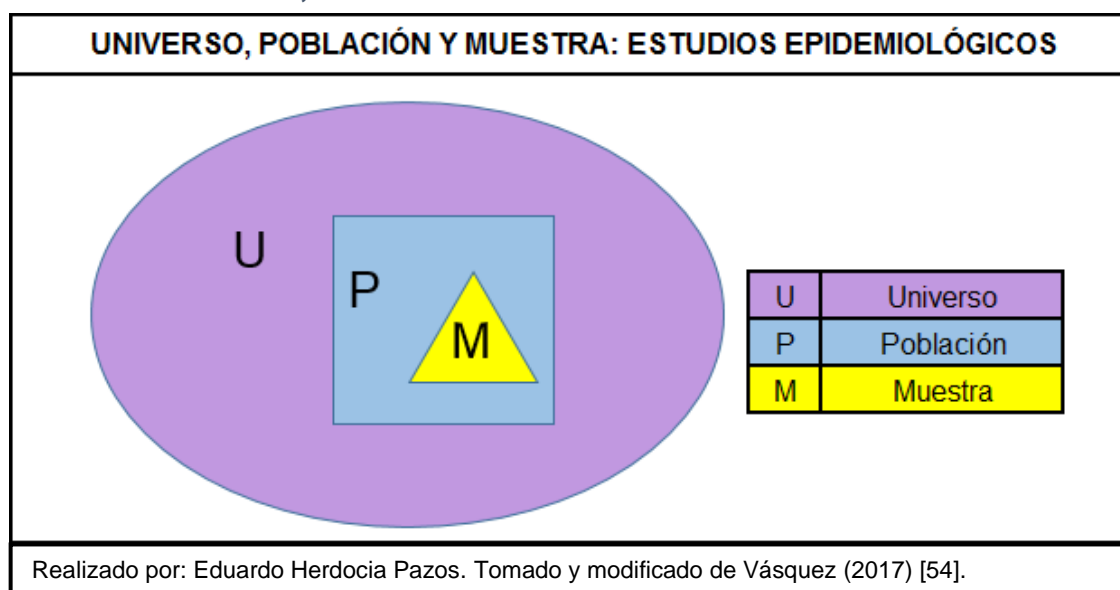 UNIVERSO, POBLACIÓN Y MUESTRA: ESTUDIOS EPIDEMIOLÓGICOS
U
P
M
U Universo
P Población
M Muestra
Realizado por: Eduardo Herdocia Pazos. Tomado y modificado de Vásquez (2017) [54].